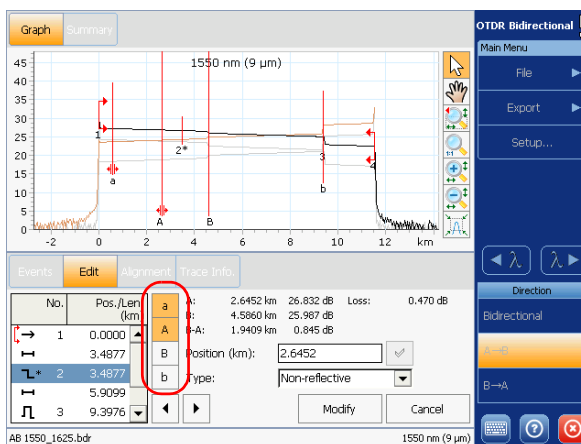 Graph Summary
OTDR Bidirectional
Main Menu
File
Export
Setup...
1550 nm (9 µm)
45
40
35
30
25
20
15
10
5
0
1
2*
3
4
a
A
B
b
-2 0 2 4 6 8 10 12 km
1:1
Events Edit Alignment Trace Info.
No. Pos./Len. (km)
1 0.0000
3.4877
* 2 3.4877
5.9099
3 9.3976
a
A
B
b
A: 2.6452 km 26.832 dB Loss: 0.470 dB
B: 4.5860 km 25.987 dB
B-A: 1.9409 km 0.845 dB
Position (km): 2.6452
Type: Non-reflective
Modify Cancel
λ λ
Direction
Bidirectional
A→B
B→A
AB 1550_1625.bdr
1550 nm (9 µm)